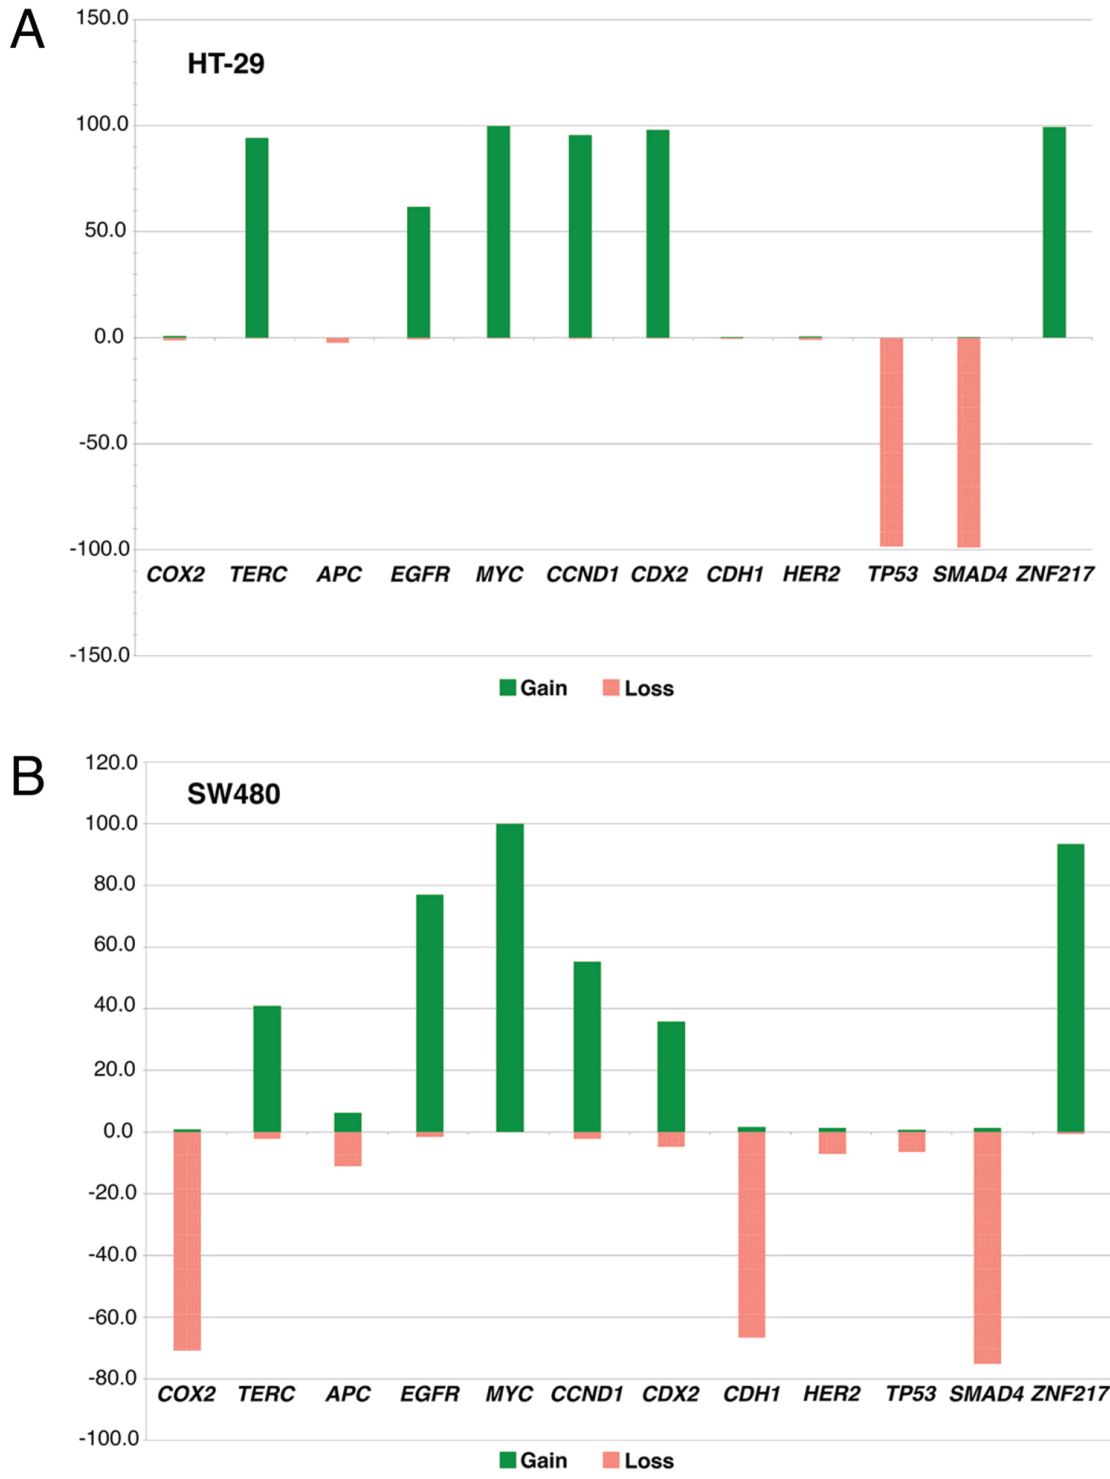 A
150.0
HT-29
100.0
50.0
0.0
-50.0
-100.0
COX2 TERC APC EGFR MYC CCND1 CDX2 CDH1 HER2 TP53 SMAD4 ZNF217
-150.0
Gain Loss
B
120.0
SW480
100.0
80.0
60.0
40.0
20.0
0.0
-20.0
-40.0
-60.0
-80.0
COX2 TERC APC EGFR MYC CCND1 CDX2 CDH1 HER2 TP53 SMAD4 ZNF217
-100.0
Gain Loss